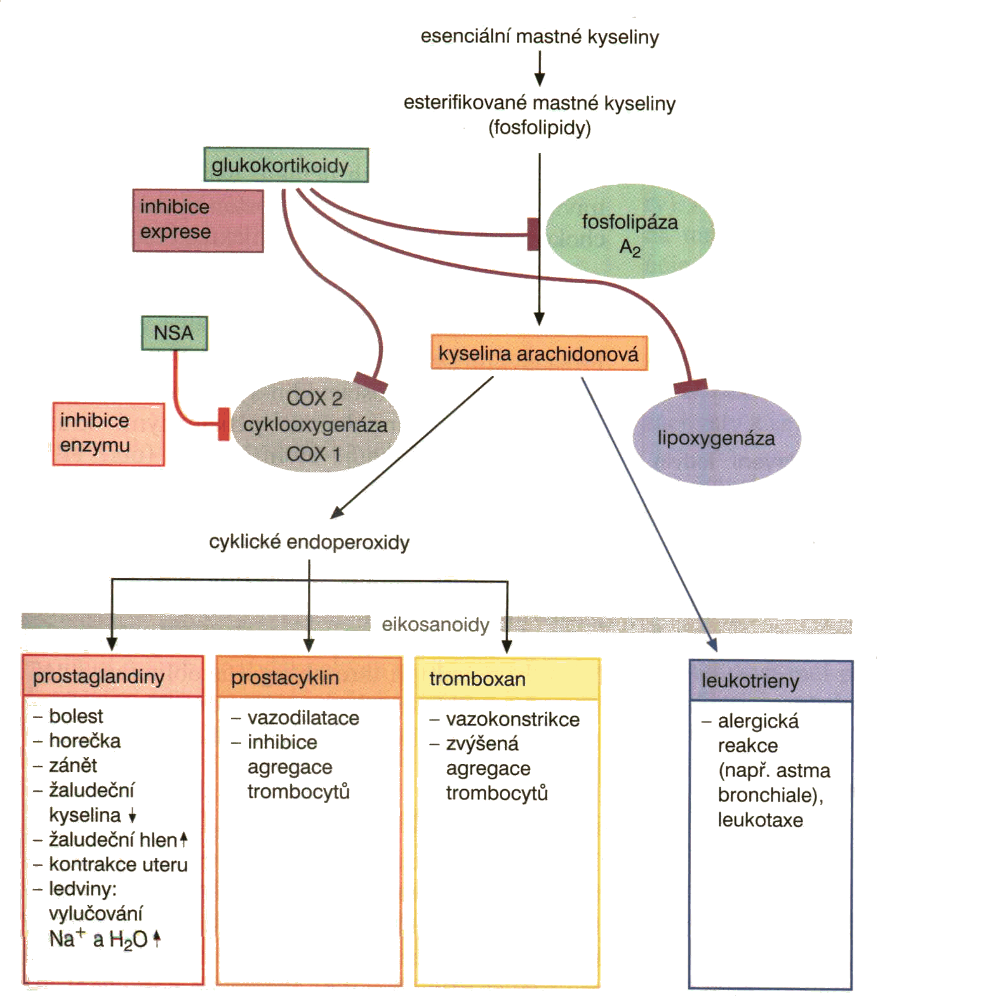 esenciální mastné kyseliny
esterifikované mastné kyseliny
(fosfolipidy)
glukokortikoidy
inhibice
exprese
fosfolipáza
A₂
NSA
kyselina arachidonová
inhibice
enzymu
COX 2
cyklooxygenáza
COX 1
lipoxygenáza
cyklické endoperoxidy
eikosanoidy
prostaglandiny
– bolest
– horečka
– zánět
– žaludeční
kyselina ↓
– žaludeční hlen ↑
– kontrakce uteru
– ledviny:
vylučování
Na⁺ a H₂O ↑
prostacyklin
– vazodilatace
– inhibice
agregace
trombocytů
tromboxan
– vazokonstrikce
– zvýšená
agregace
trombocytů
leukotrieny
– alergická
reakce
(např. astma
bronchiale),
leukotaxe